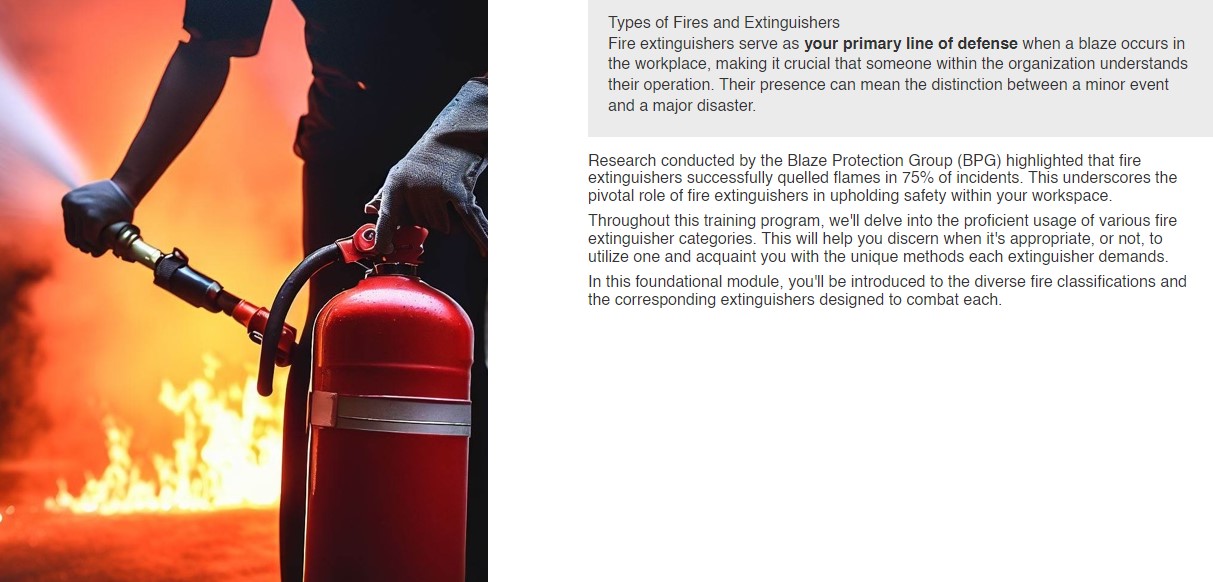 Types of Fires and Extinguishers
Fire extinguishers serve as your primary line of defense when a blaze occurs in
the workplace, making it crucial that someone within the organization understands
their operation. Their presence can mean the distinction between a minor event
and a major disaster.
Research conducted by the Blaze Protection Group (BPG) highlighted that fire
extinguishers successfully quelled flames in 75% of incidents. This underscores the
pivotal role of fire extinguishers in upholding safety within your workspace.
Throughout this training program, we'll delve into the proficient usage of various fire
extinguisher categories. This will help you discern when it's appropriate, or not, to
utilize one and acquaint you with the unique methods each extinguisher demands.
In this foundational module, you'll be introduced to the diverse fire classifications and
the corresponding extinguishers designed to combat each.